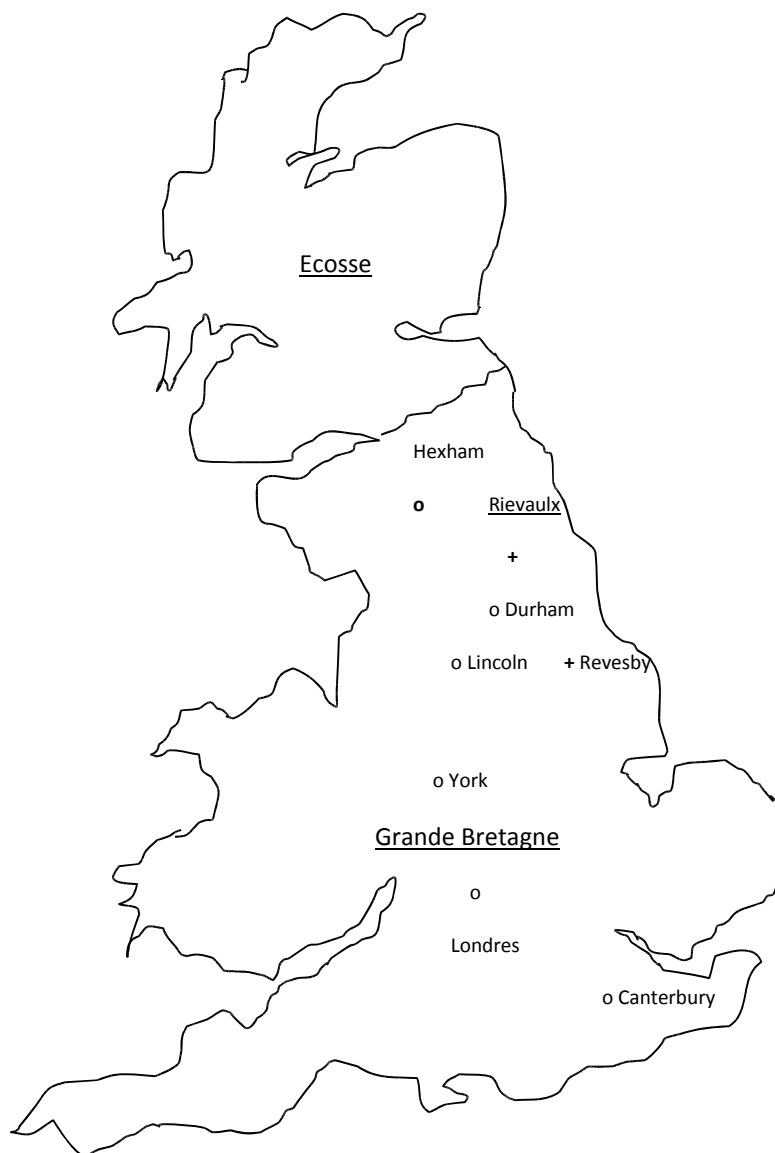 Ecosse
Hexham
o Rievaulx
+
o Durham
o Lincoln + Revesby
o York
Grande Bretagne
o
Londres
o Canterbury